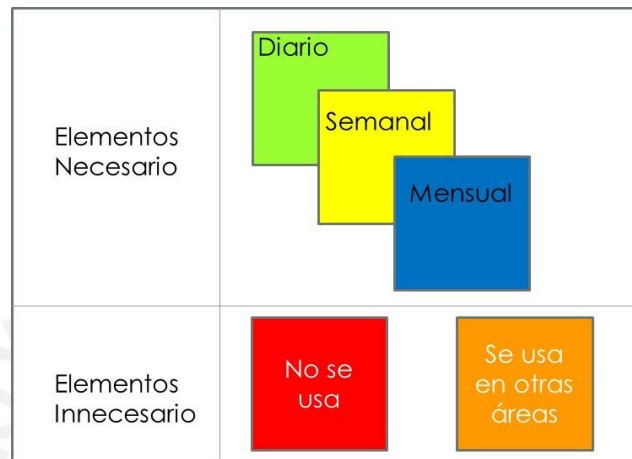 Diario
Semanal
Mensual
Elementos
Necesario
No se
usa
Se usa
en otras
áreas
Elementos
Innecesario